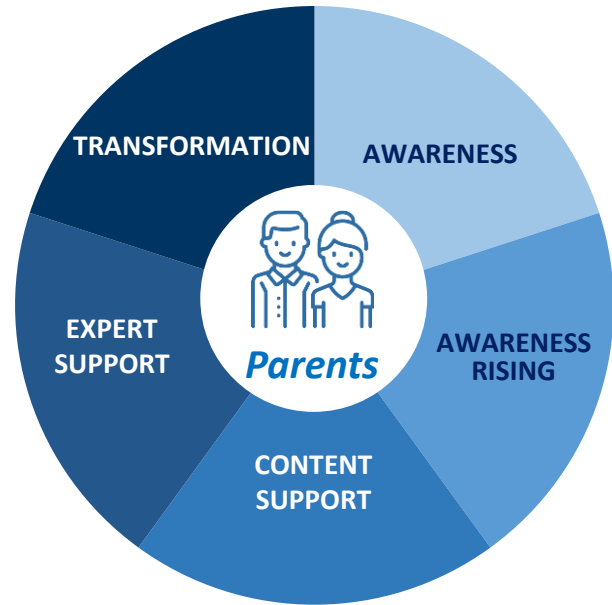 TRANSFORMATION
AWARENESS
EXPERT
SUPPORT
Parents
AWARENESS
RISING
CONTENT
SUPPORT